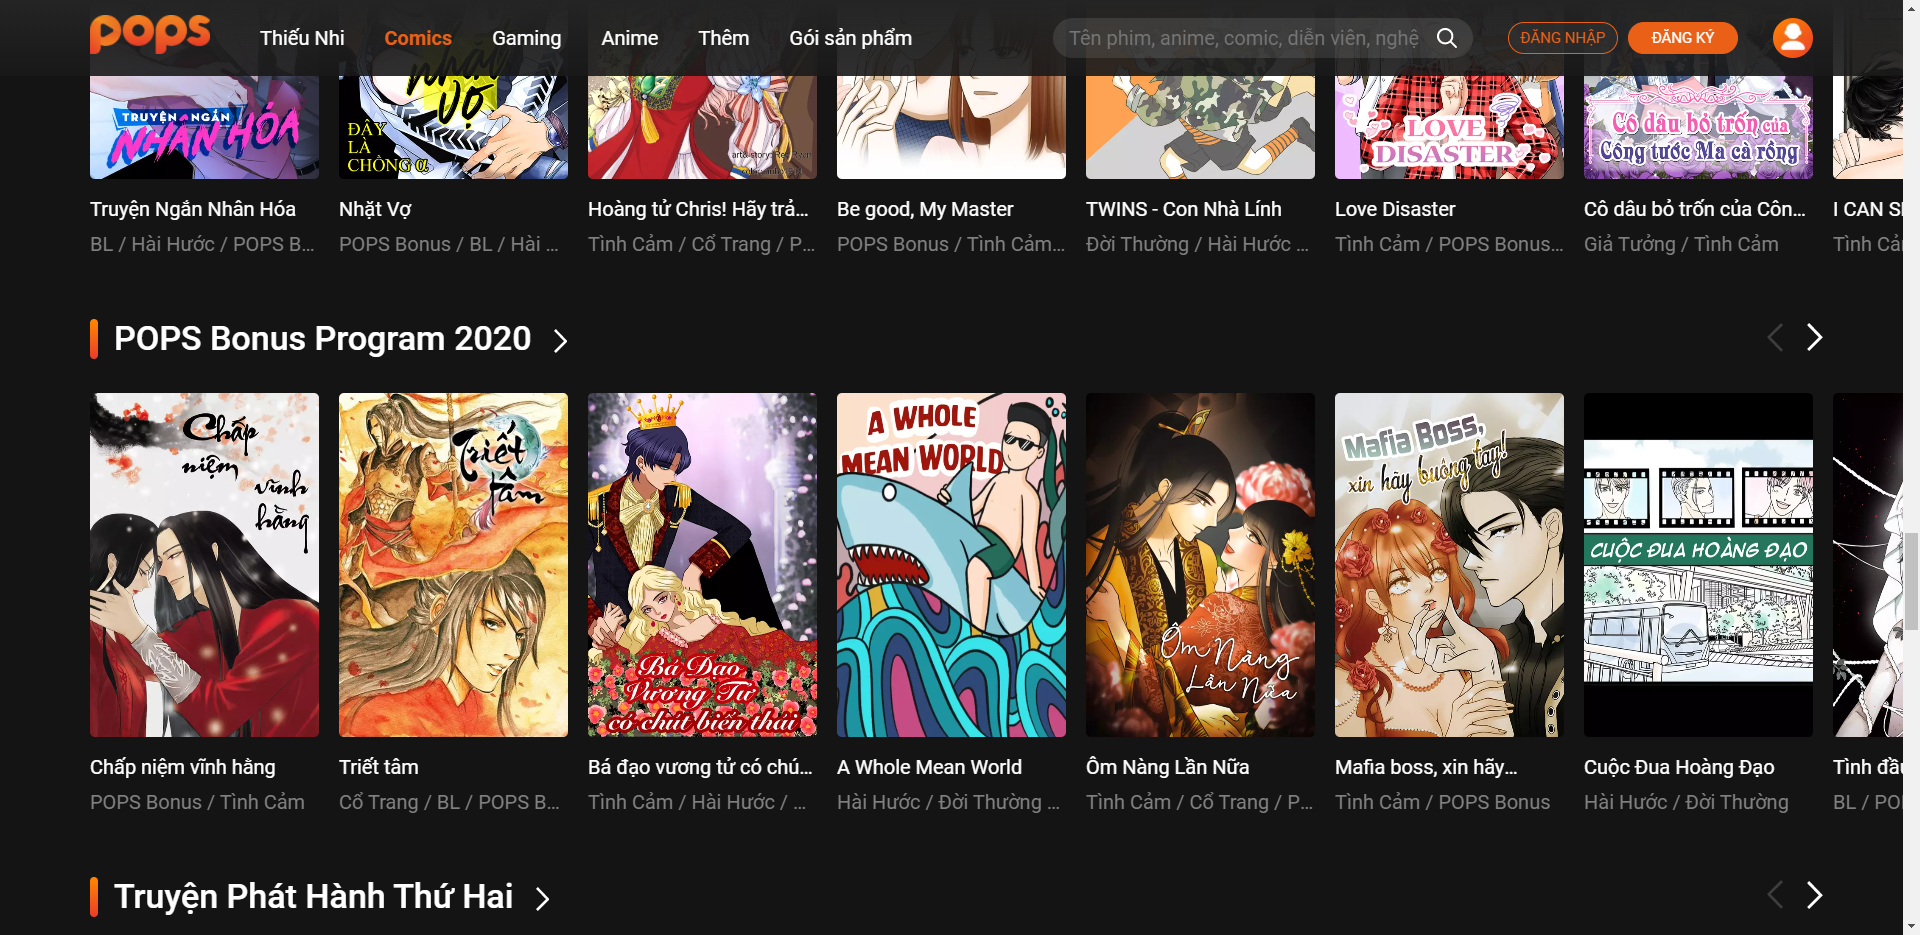 POPS
Thiếu Nhi
Comics
Gaming
Anime
Thêm
Gói sản phẩm
Tên phim, anime, comic, diễn viên, nghệ
ĐĂNG NHẬP
ĐĂNG KÝ
TRUYỆN NGẮN
NHÂN HÓA
nhặt
vợ
ĐÂY
LÀ
CHỒNG α
LOVE
DISASTER
Cô dâu bỏ trốn của
Công tước Ma cà rồng
Truyện Ngắn Nhân Hóa
Nhặt Vợ
Hoàng tử Chris! Hãy trả...
Be good, My Master
TWINS - Con Nhà Lính
Love Disaster
Cô dâu bỏ trốn của Côn...
I CAN S
BL / Hài Hước / POPS B...
POPS Bonus / BL / Hài ...
Tình Cảm / Cổ Trang / P...
POPS Bonus / Tình Cảm...
Đời Thường / Hài Hước ...
Tình Cảm / POPS Bonus...
Giả Tưởng / Tình Cảm
Tình Cả
POPS Bonus Program 2020
Chấp
niệm
vĩnh
hằng
Triết
tâm
Bá Đạo
Vương Tử
có chút biến thái
A WHOLE
MEAN WORLD
Ôm Nàng
Lần Nữa
Mafia Boss,
xin hãy buông tay!
CUỘC ĐUA HOÀNG ĐẠO
Chấp niệm vĩnh hằng
Triết tâm
Bá đạo vương tử có chú...
A Whole Mean World
Ôm Nàng Lần Nữa
Mafia boss, xin hãy...
Cuộc Đua Hoàng Đạo
Tình đầu
POPS Bonus / Tình Cảm
Cổ Trang / BL / POPS B...
Tình Cảm / Hài Hước / ...
Hài Hước / Đời Thường ...
Tình Cảm / Cổ Trang / P...
Tình Cảm / POPS Bonus
Hài Hước / Đời Thường
BL / PO
Truyện Phát Hành Thứ Hai